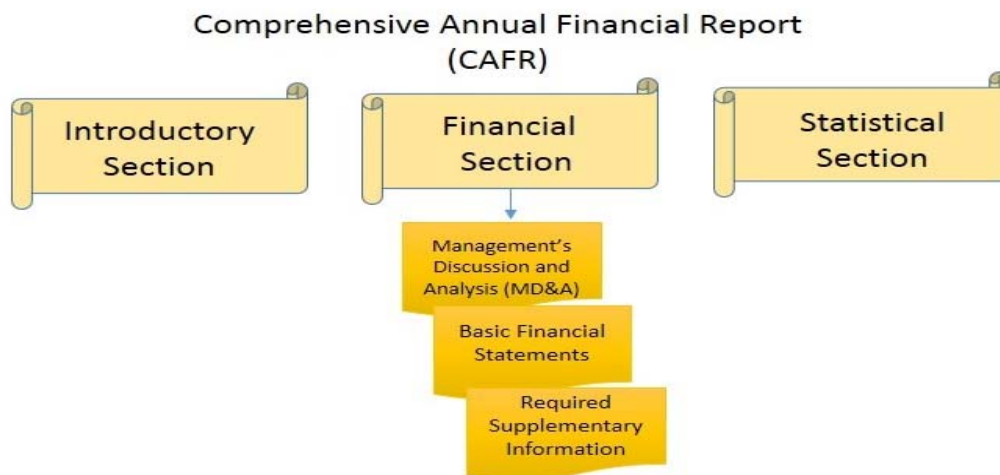 Comprehensive Annual Financial Report
(CAFR)
Introductory
Section
Financial
Section
Statistical
Section
Management’s
Discussion and
Analysis (MD&A)
Basic Financial
Statements
Required
Supplementary
Information